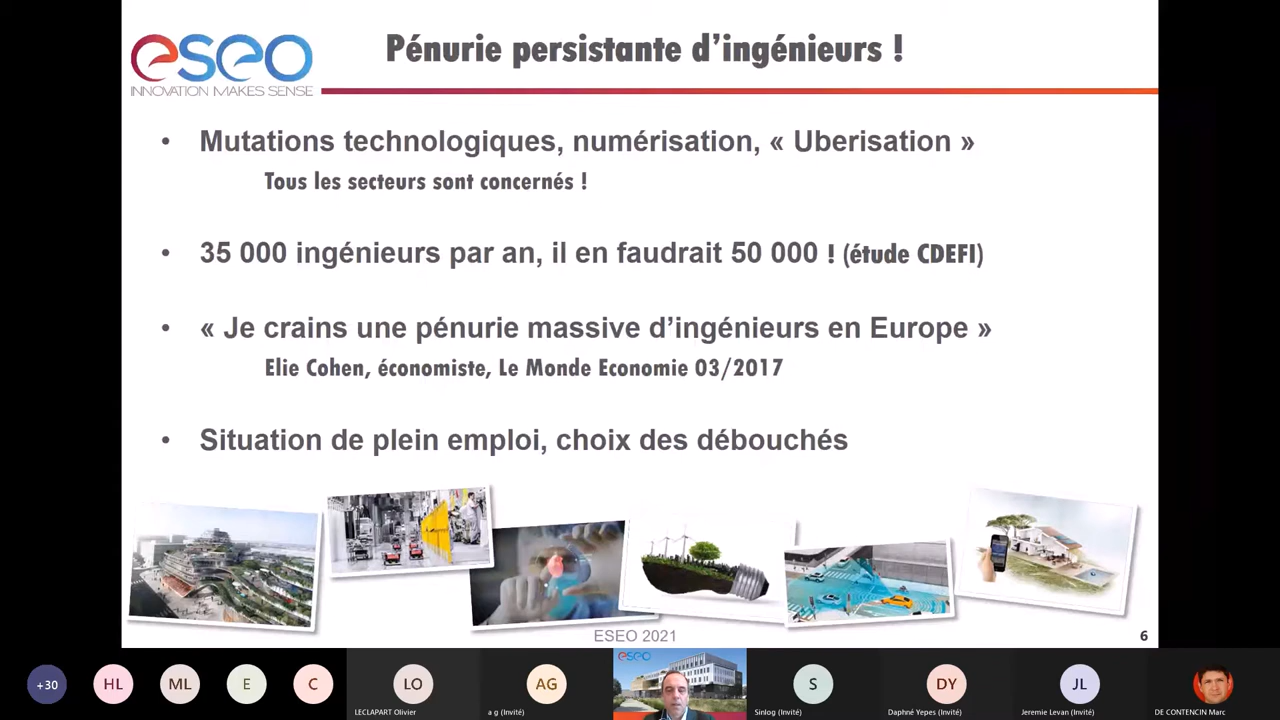 eseo
INNOVATION MAKES SENSE
Pénurie persistante d’ingénieurs !
• Mutations technologiques, numérisation, « Uberisation »
Tous les secteurs sont concernés !
• 35 000 ingénieurs par an, il en faudrait 50 000 ! (étude CDEFI)
• « Je crains une pénurie massive d’ingénieurs en Europe »
Elie Cohen, économiste, Le Monde Economie 03/2017
• Situation de plein emploi, choix des débouchés
ESEO 2021
6
+30
HL
ML
E
C
LO
LECLAPART Olivier
AG
a g (Invité)
eseo
S
Sinlog (Invité)
DY
Daphné Yepes (Invité)
JL
Jeremie Levan (Invité)
DE CONTENCIN Marc